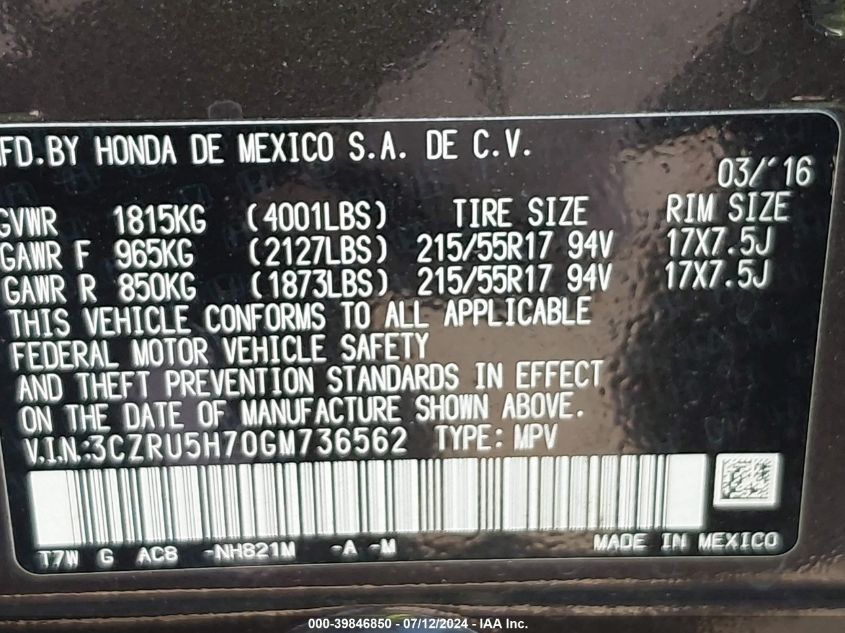 MFD.BY HONDA DE MEXICO S.A. DE C.V.
03/'16
GVWR 1815KG (4001LBS) TIRE SIZE RIM SIZE
GAWR F 965KG (2127LBS) 215/55R17 94V 17X7.5J
GAWR R 850KG (1873LBS) 215/55R17 94V 17X7.5J
THIS VEHICLE CONFORMS TO ALL APPLICABLE
FEDERAL MOTOR VEHICLE SAFETY
AND THEFT PREVENTION STANDARDS IN EFFECT
ON THE DATE OF MANUFACTURE SHOWN ABOVE.
V.I.N.:3CZRU5H70GM736562 TYPE: MPV
T7W G AC8 -NH821M -A -M MADE IN MEXICO
000-39846850 - 07/12/2024 - IAA Inc.